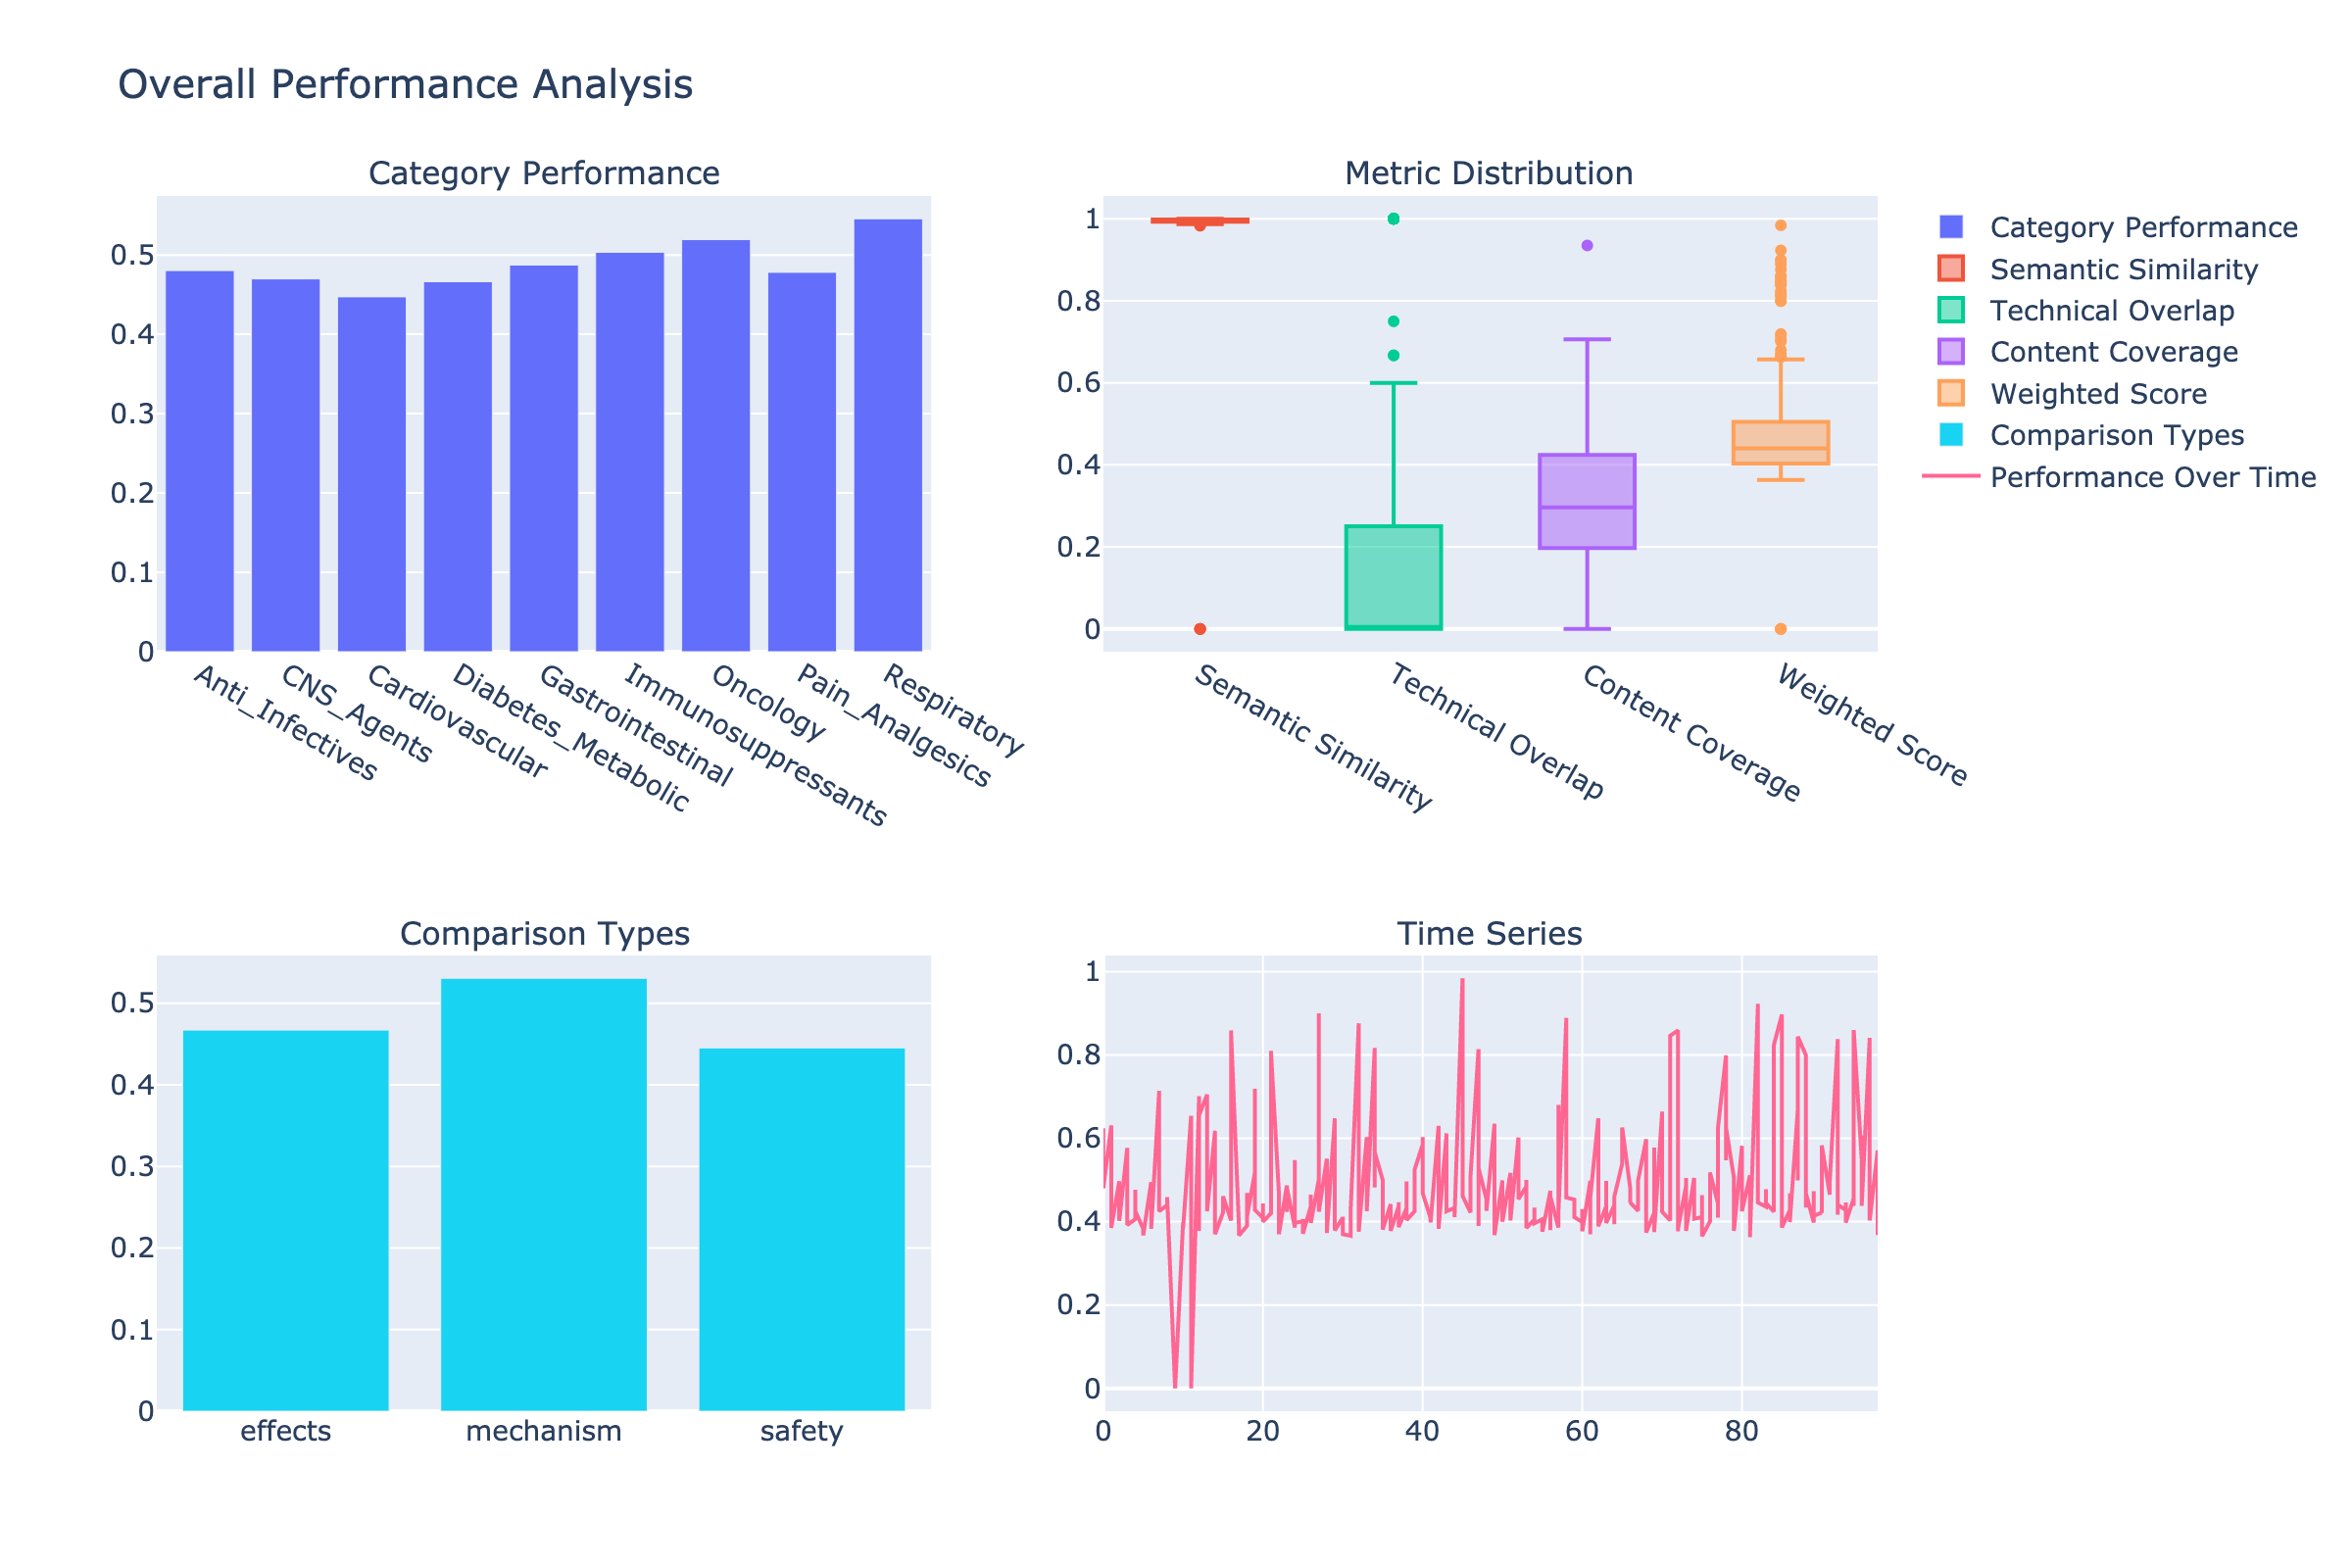 Overall Performance Analysis
Category Performance
0.5
0.4
0.3
0.2
0.1
0
Anti_Infectives
CNS_Agents
Cardiovascular
Diabetes_Metabolic
Gastrointestinal
Immunosuppressants
Oncology
Pain_Analgesics
Respiratory
Metric Distribution
1
0.8
0.6
0.4
0.2
0
Semantic Similarity
Technical Overlap
Content Coverage
Weighted Score
Category Performance
Semantic Similarity
Technical Overlap
Content Coverage
Weighted Score
Comparison Types
Performance Over Time
Comparison Types
0.5
0.4
0.3
0.2
0.1
0
effects
mechanism
safety
Time Series
1
0.8
0.6
0.4
0.2
0
0
20
40
60
80